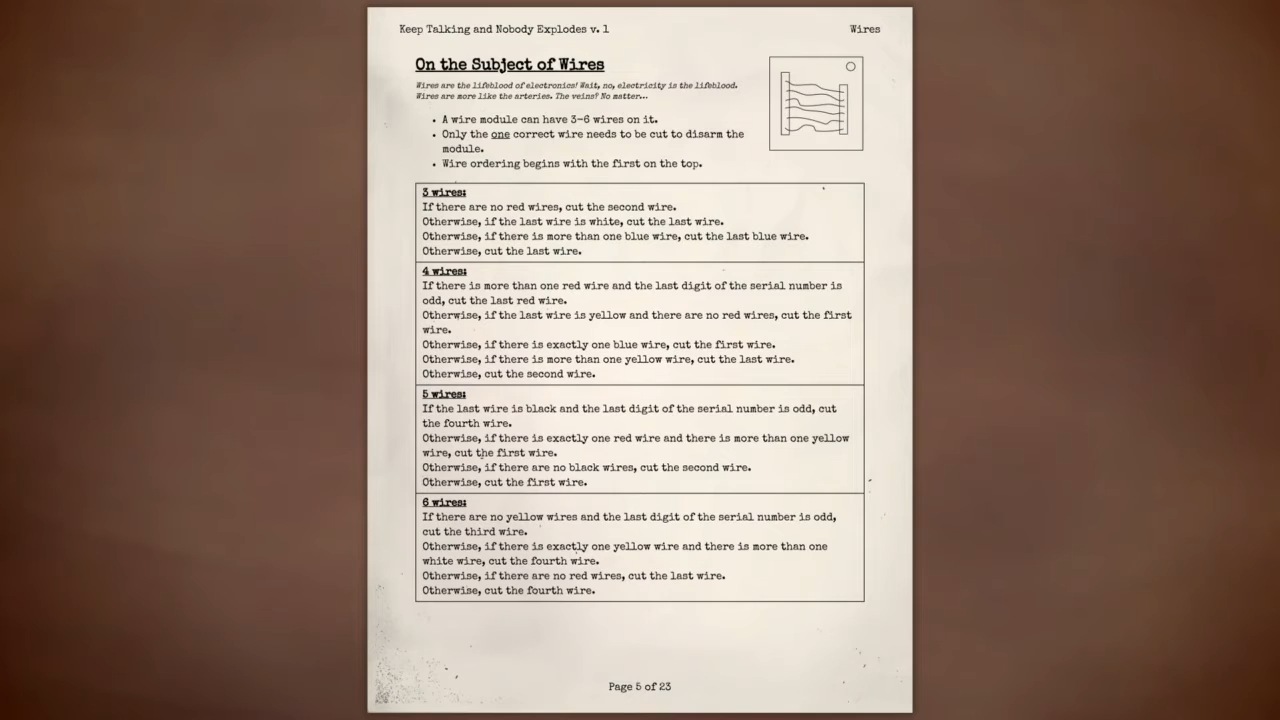 Keep Talking and Nobody Explodes v. 1
Wires
On the Subject of Wires
Wires are the lifeblood of electronics! Wait, no, electricity is the lifeblood.
Wires are more like the arteries. The veins? No matter...
• A wire module can have 3-6 wires on it.
• Only the one correct wire needs to be cut to disarm the
module.
• Wire ordering begins with the first on the top.
3 wires:
If there are no red wires, cut the second wire.
Otherwise, if the last wire is white, cut the last wire.
Otherwise, if there is more than one blue wire, cut the last blue wire.
Otherwise, cut the last wire.
4 wires:
If there is more than one red wire and the last digit of the serial number is
odd, cut the last red wire.
Otherwise, if the last wire is yellow and there are no red wires, cut the first
wire.
Otherwise, if there is exactly one blue wire, cut the first wire.
Otherwise, if there is more than one yellow wire, cut the last wire.
Otherwise, cut the second wire.
5 wires:
If the last wire is black and the last digit of the serial number is odd, cut
the fourth wire.
Otherwise, if there is exactly one red wire and there is more than one yellow
wire, cut the first wire.
Otherwise, if there are no black wires, cut the second wire.
Otherwise, cut the first wire.
6 wires:
If there are no yellow wires and the last digit of the serial number is odd,
cut the third wire.
Otherwise, if there is exactly one yellow wire and there is more than one
white wire, cut the fourth wire.
Otherwise, if there are no red wires, cut the last wire.
Otherwise, cut the fourth wire.
Page 5 of 23